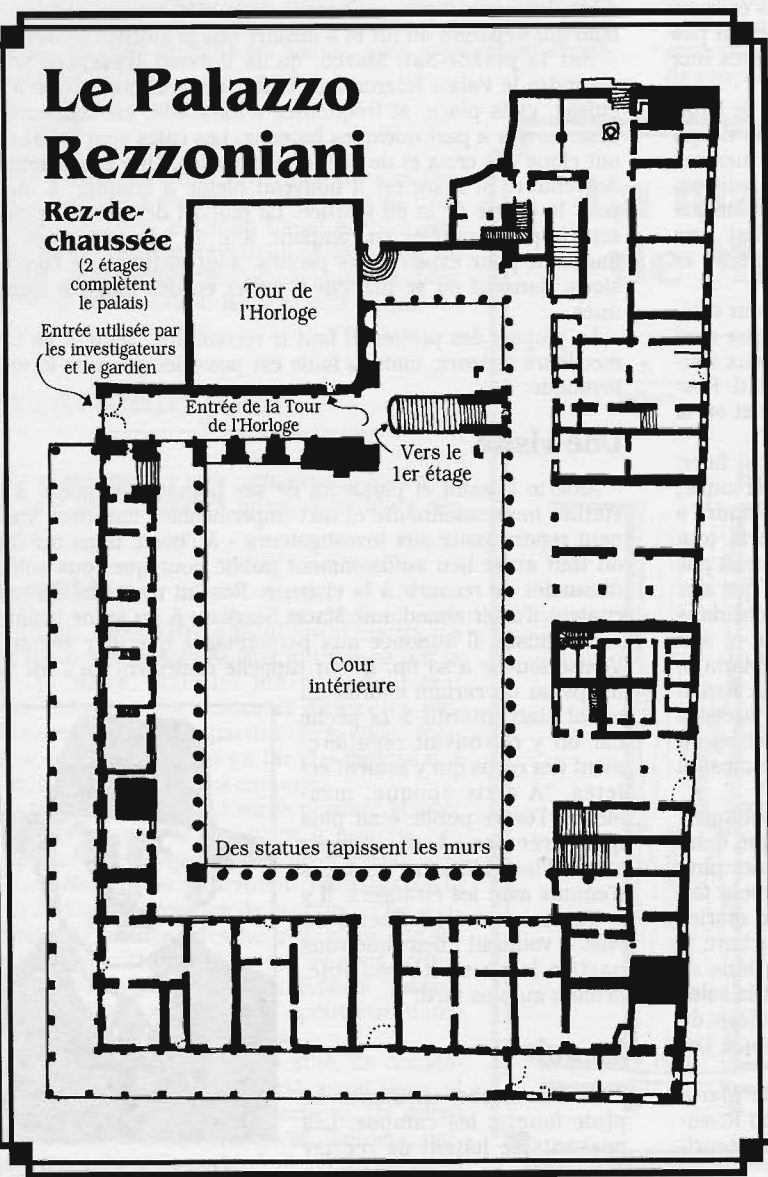 Le Palazzo
Rezzoniani
Rez-de-
chaussée
(2 étages
complètent
le palais)
Entrée utilisée par
les investigateurs
et le gardien
Tour de
l'Horloge
Entrée de la Tour
de l'Horloge
Vers le
1er étage
Cour
intérieure
Des statues tapissent les murs